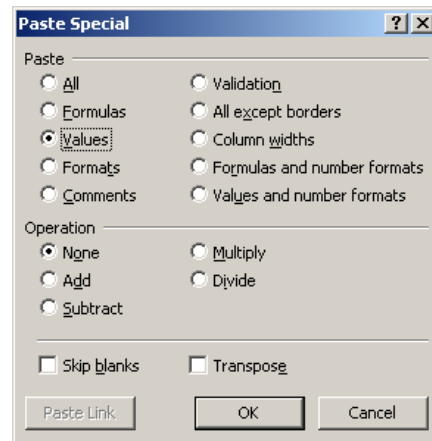 Paste Special
Paste
All
Formulas
Values
Formats
Comments
Validation
All except borders
Column widths
Formulas and number formats
Values and number formats
Operation
None
Add
Subtract
Multiply
Divide
Skip blanks
Transpose
Paste Link
OK
Cancel